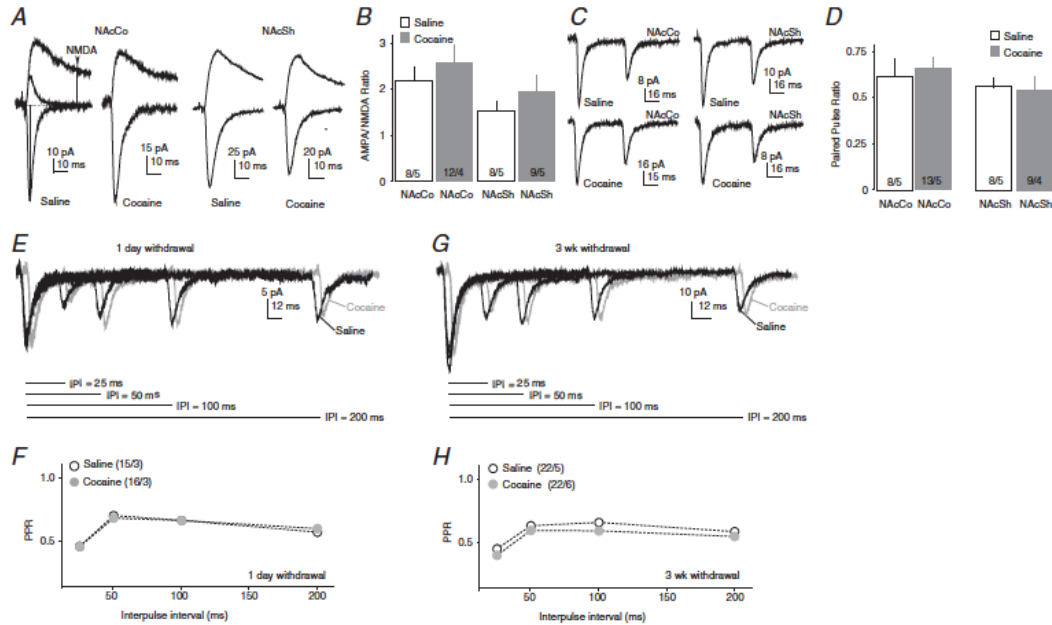 A
NAcCo
NAcSh
NMDA
10 pA
10 ms
15 pA
10 ms
25 pA
10 ms
20 pA
10 ms
Saline
Cocaine
Saline
Cocaine
B
Saline
Cocaine
AMPA/NMDA Ratio
3
2
1
0
8/5
12/4
8/5
9/5
NAcCo
NAcCo
NAcSh
NAcSh
C
NAcCo
NAcSh
8 pA
16 ms
10 pA
16 ms
Saline
Saline
NAcCo
NAcSh
16 pA
15 ms
8 pA
16 ms
Cocaine
Cocaine
D
Saline
Cocaine
Paired Pulse Ratio
0.75
0.5
0.25
0
8/5
13/5
8/5
9/4
NAcCo
NAcCo
NAcSh
NAcSh
E
1 day withdrawal
5 pA
12 ms
Cocaine
Saline
IPI = 25 ms
IPI = 50 ms
IPI = 100 ms
IPI = 200 ms
G
3 wk withdrawal
10 pA
12 ms
Cocaine
Saline
IPI = 25 ms
IPI = 50 ms
IPI = 100 ms
IPI = 200 ms
F
Saline (15/3)
Cocaine (16/3)
PPR
1.0
0.5
1 day withdrawal
50
100
150
200
Interpulse interval (ms)
H
Saline (22/5)
Cocaine (22/6)
PPR
1.0
0.5
3 wk withdrawal
50
100
150
200
Interpulse interval (ms)